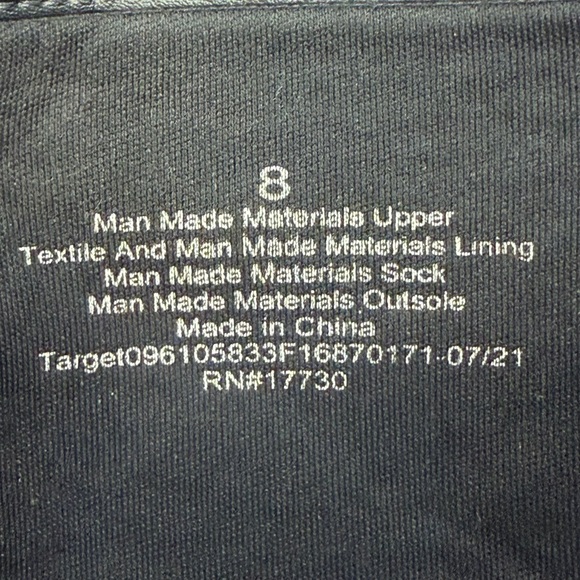 8
Man Made Materials Upper
Textile And Man Made Materials Lining
Man Made Materials Sock
Man Made Materials Outsole
Made in China
Target096105833F16870171-07/21
RN#17730